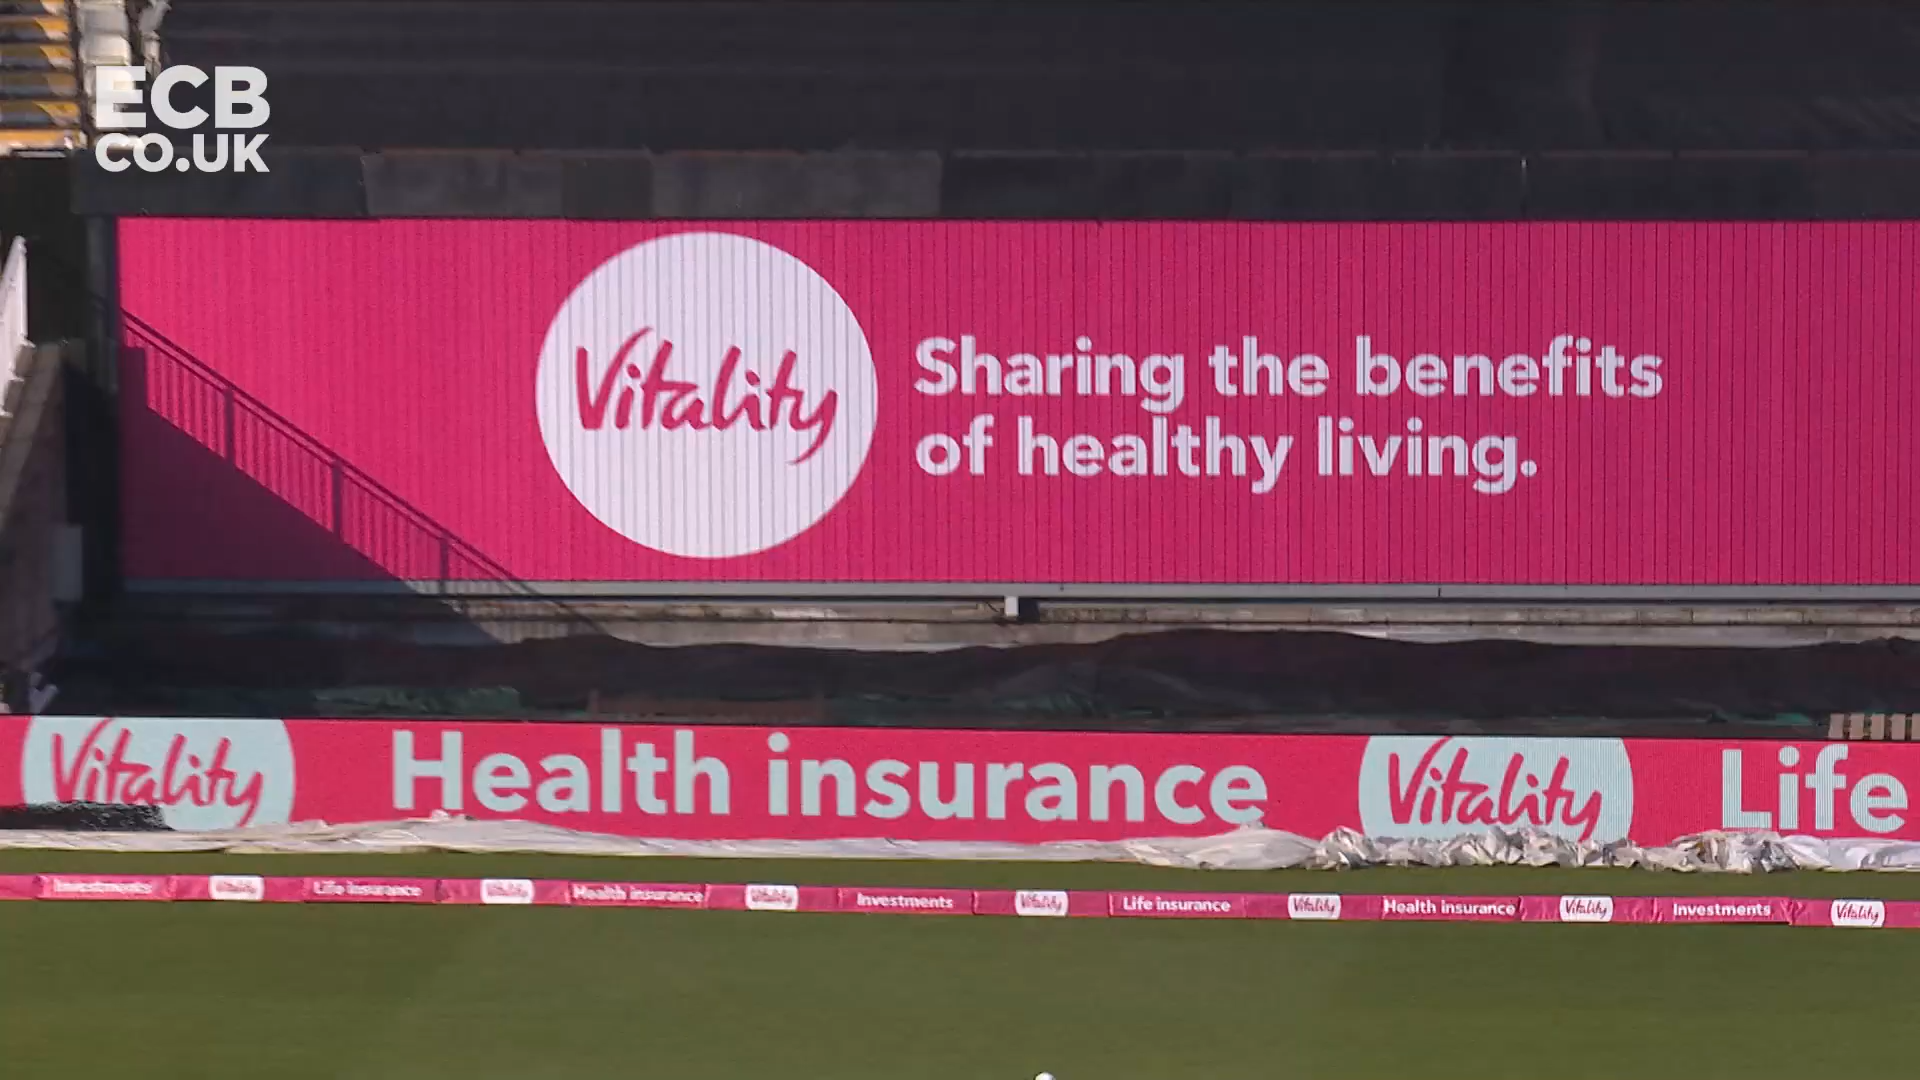 ECB
CO.UK
Vitality
Sharing the benefits
of healthy living.
Vitality Health insurance Vitality Life
Investments Vitality Life insurance Vitality Health insurance Vitality Investments Vitality Life insurance Vitality Health insurance Vitality Investments Vitality